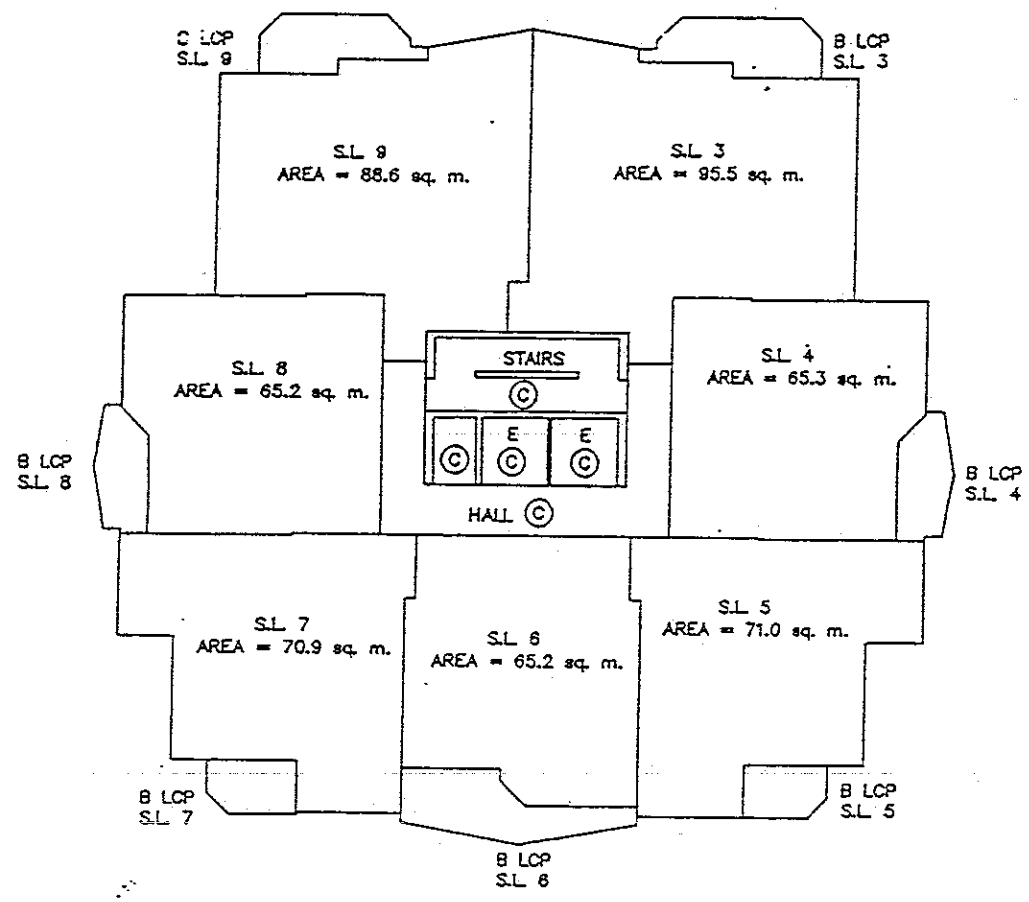 C LCP
S.L. 9
B LCP
S.L. 3
S.L. 9
AREA = 88.6 sq. m.
S.L. 3
AREA = 95.5 sq. m.
STAIRS
C
S.L. 8
AREA = 65.2 sq. m.
S.L. 4
AREA = 65.3 sq. m.
E
E
C
C
C
B LCP
S.L. 8
B LCP
S.L. 4
HALL C
S.L. 7
AREA = 70.9 sq. m.
S.L. 6
AREA = 65.2 sq. m.
S.L. 5
AREA = 71.0 sq. m.
B LCP
S.L. 7
B LCP
S.L. 5
B LCP
S.L. 6